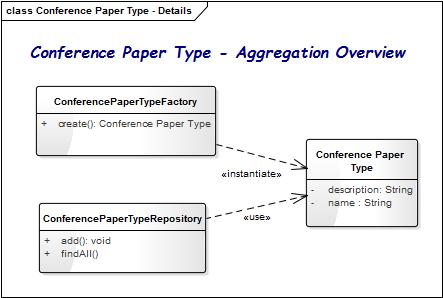 class Conference Paper Type - Details
Conference Paper Type - Aggregation Overview
ConferencePaperTypeFactory
+ create(): Conference Paper Type
«instantiate»
Conference Paper
Type
- description: String
- name : String
ConferencePaperTypeRepository
+ add(): void
+ findAll()
«use»